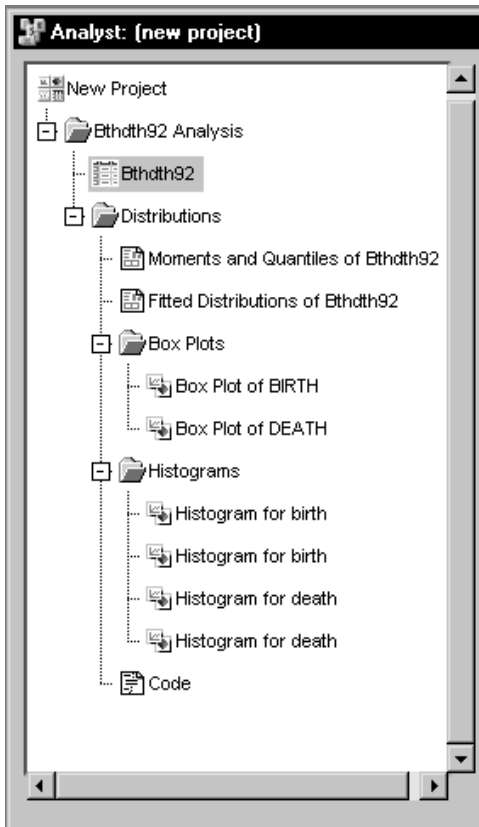 Analyst: (new project)
New Project
Bthdth92 Analysis
Bthdth92
Distributions
Moments and Quantiles of Bthdth92
Fitted Distributions of Bthdth92
Box Plots
Box Plot of BIRTH
Box Plot of DEATH
Histograms
Histogram for birth
Histogram for birth
Histogram for death
Histogram for death
Code